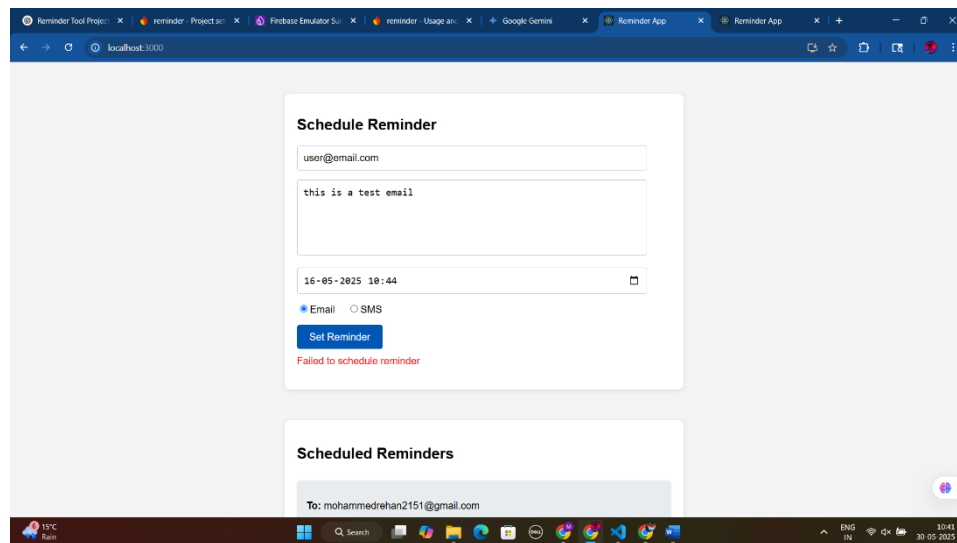 Reminder Tool Project
reminder - Project set
Firebase Emulator Sui
reminder - Usage and
Google Gemini
Reminder App
Reminder App
localhost:3000
Schedule Reminder
user@email.com
this is a test email
16-05-2025 10:44
Email SMS
Set Reminder
Failed to schedule reminder
Scheduled Reminders
To: mohammedrehan2151@gmail.com
15°C
Rain
Search
ENG
IN
10:41
30-05-2025